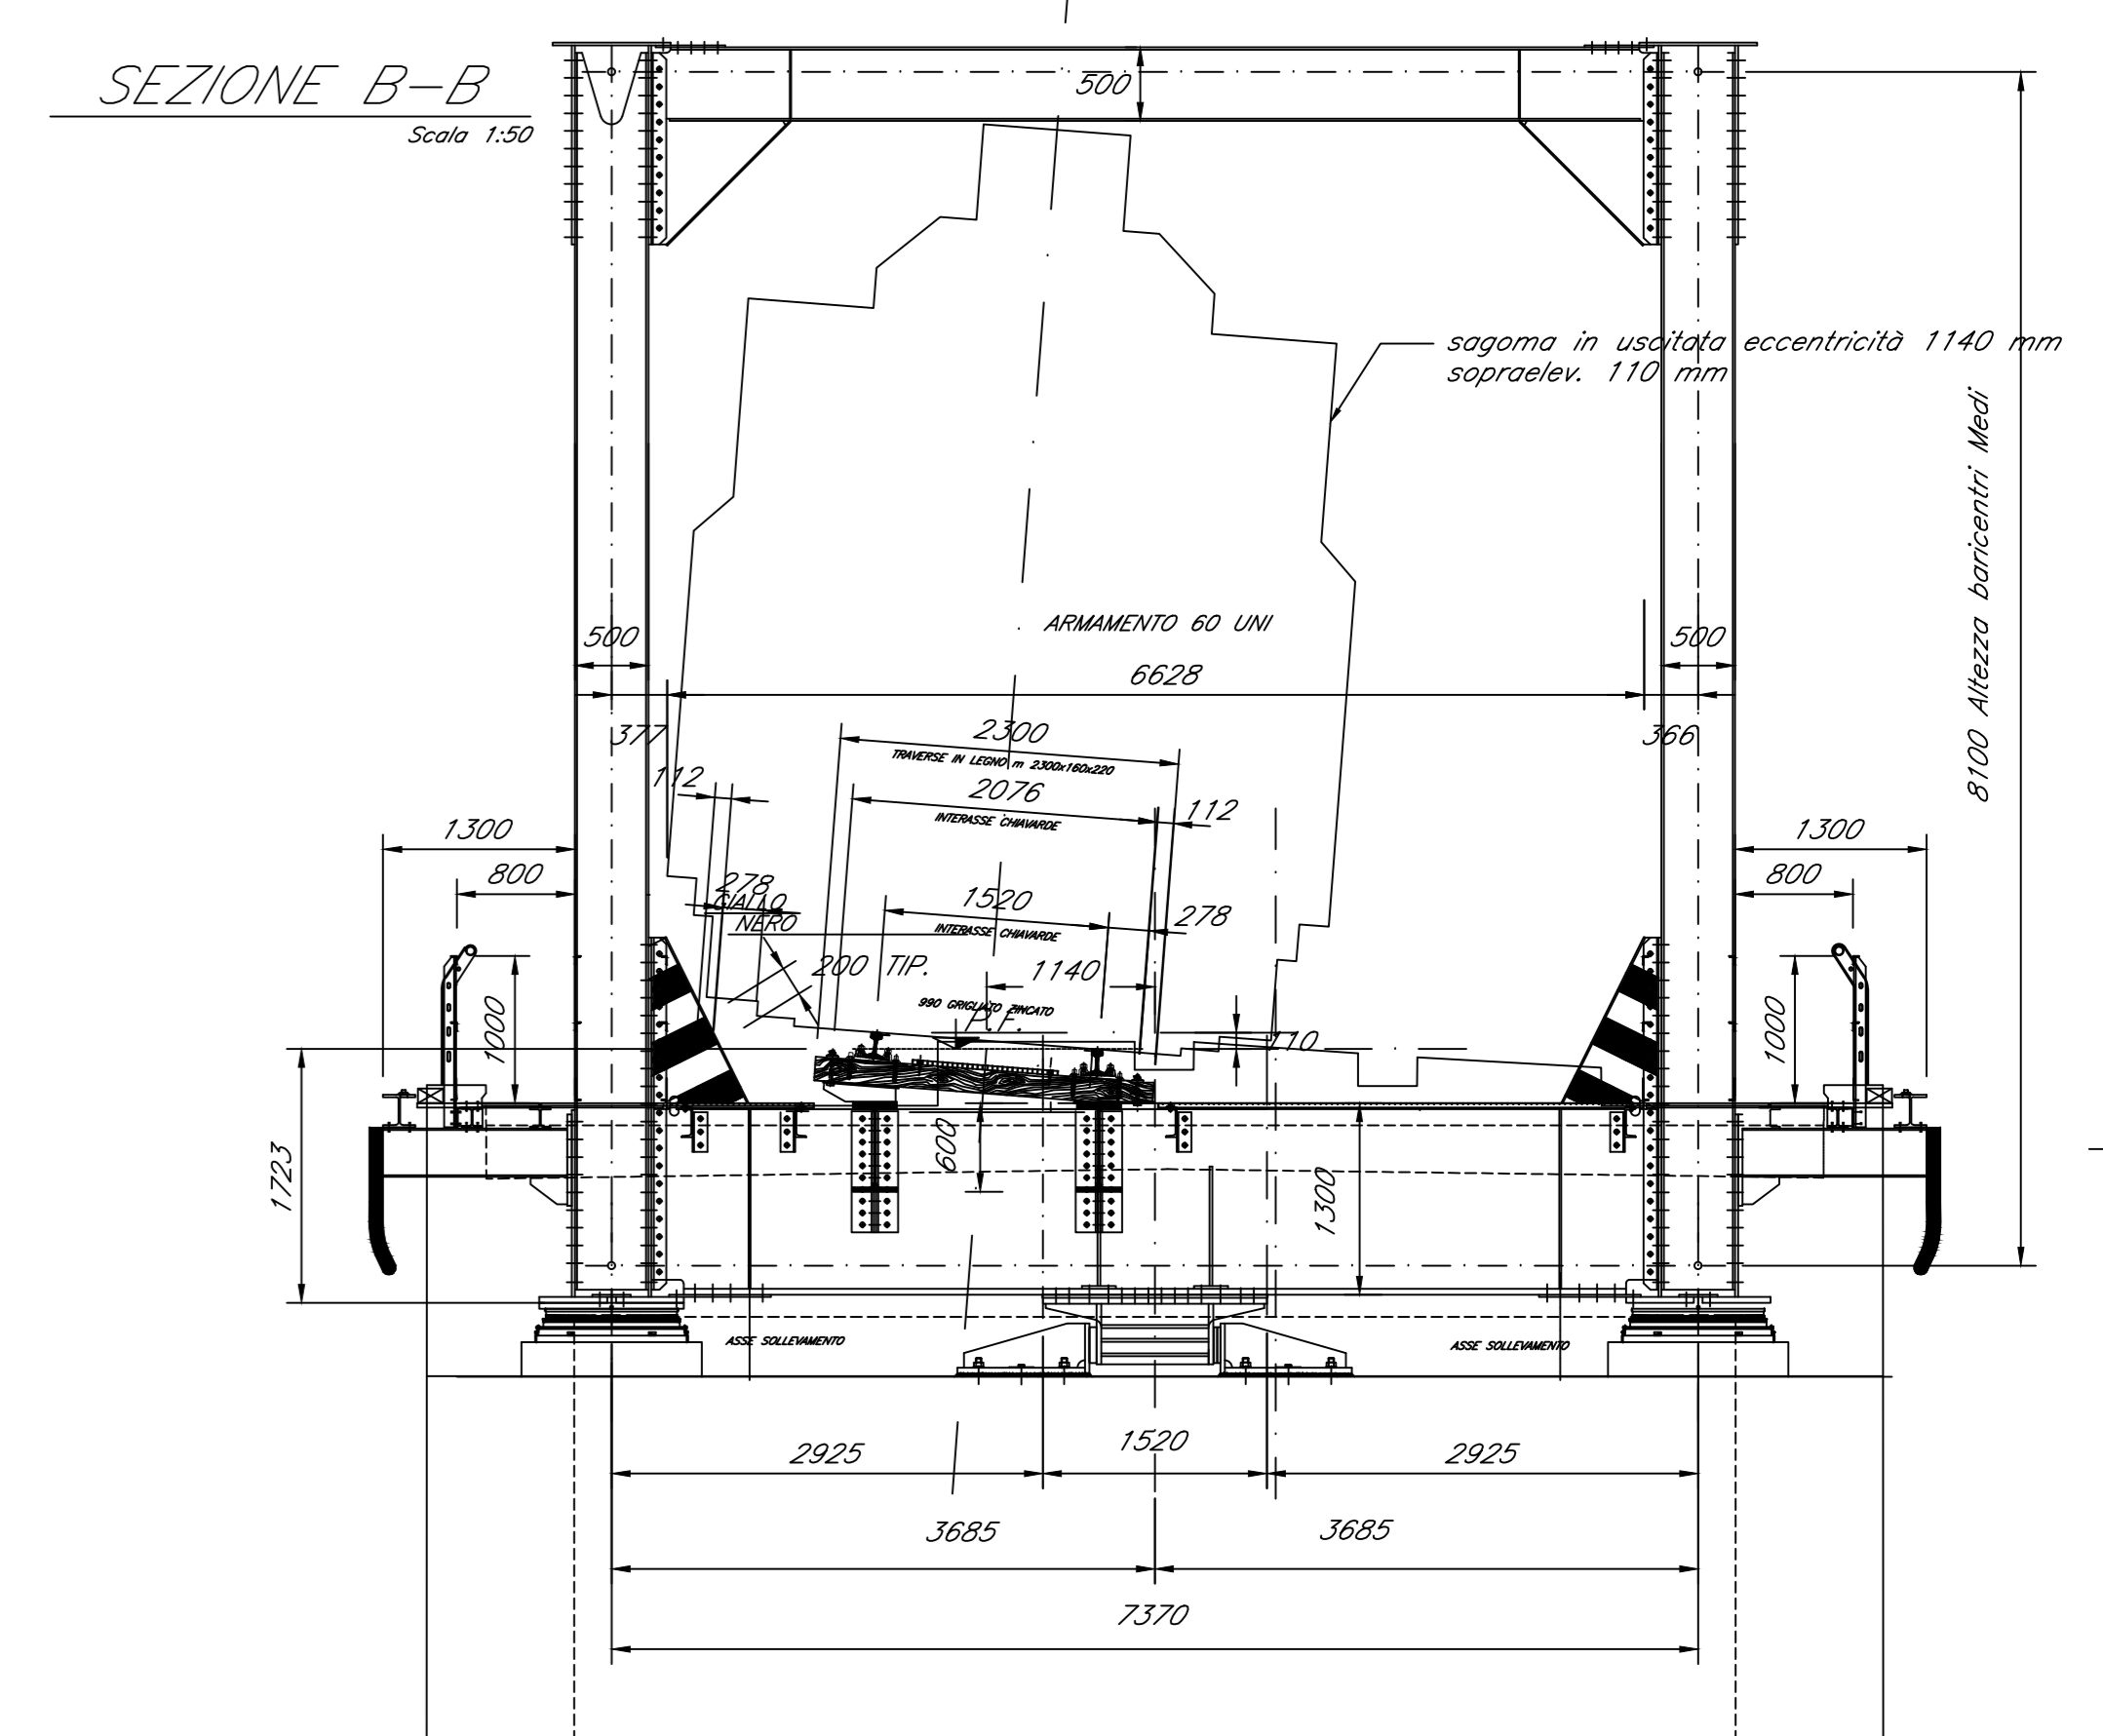 SEZIONE B-B
Scala 1:50
500
sagoma in uscitata eccentricità 1140 mm
sopraelev. 110 mm
8100 Altezza baricentri Medi
ARMAMENTO 60 UNI
500
500
6628
377
366
2300
TRAVERSE IN LEGNO m 2300x160x220
112
2076
112
INTERASSE CHIAVARDE
1300
1300
800
800
278
GIALLO
NERO
1520
278
INTERASSE CHIAVARDE
200 TIP.
1140
990 GRIGLIATO ZINCATO
P.F.
110
1000
1000
1723
600
1300
ASSE SOLLEVAMENTO
ASSE SOLLEVAMENTO
2925
1520
2925
3685
3685
7370